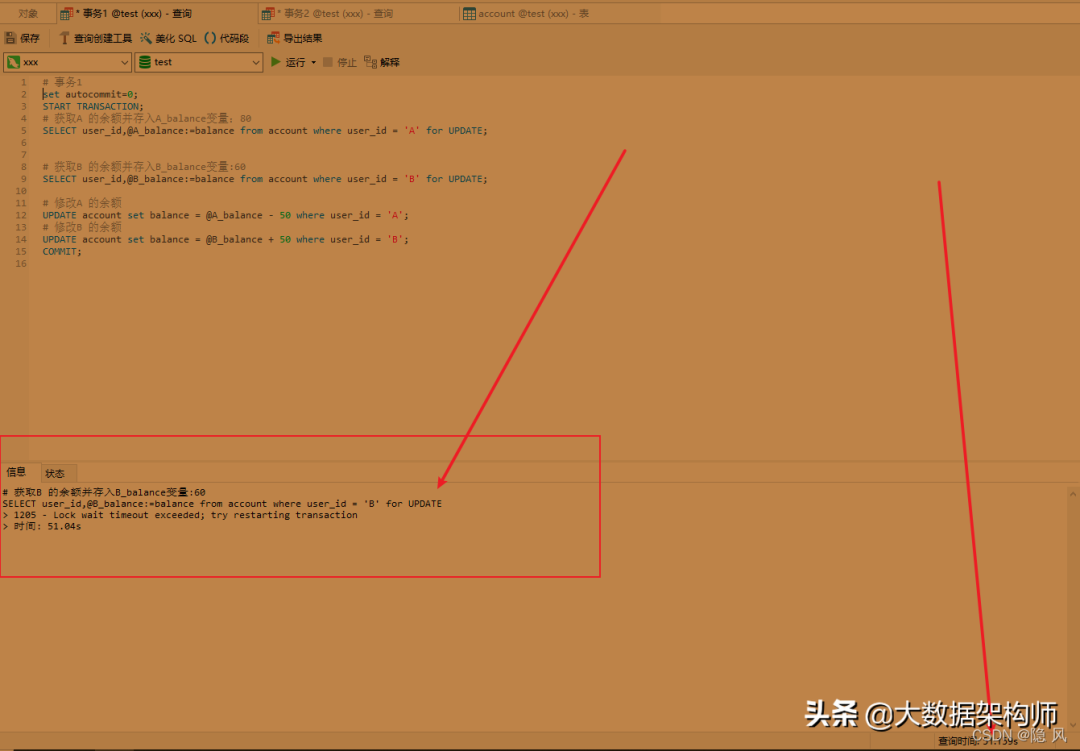 对象
* 事务1 @test (xxx) - 查询
* 事务2 @test (xxx) - 查询
account @test (xxx) - 表
保存 查询创建工具 美化 SQL () 代码段 导出结果
xxx test 运行 停止 解释
1 # 事务1
2 set autocommit=0;
3 START TRANSACTION;
4 # 获取A 的余额并存入A_balance变量：80
5 SELECT user_id,@A_balance:=balance from account where user_id = 'A' for UPDATE;
6
7
8 # 获取B 的余额并存入B_balance变量:60
9 SELECT user_id,@B_balance:=balance from account where user_id = 'B' for UPDATE;
10
11 # 修改A 的余额
12 UPDATE account set balance = @A_balance - 50 where user_id = 'A';
13 # 修改B 的余额
14 UPDATE account set balance = @B_balance + 50 where user_id = 'B';
15 COMMIT;
16
信息 状态
# 获取B 的余额并存入B_balance变量:60
SELECT user_id,@B_balance:=balance from account where user_id = 'B' for UPDATE
> 1205 - Lock wait timeout exceeded; try restarting transaction
> 时间: 51.04s
头条 @大数据架构师
CSDN @隐 风
查询时间: 51.139s